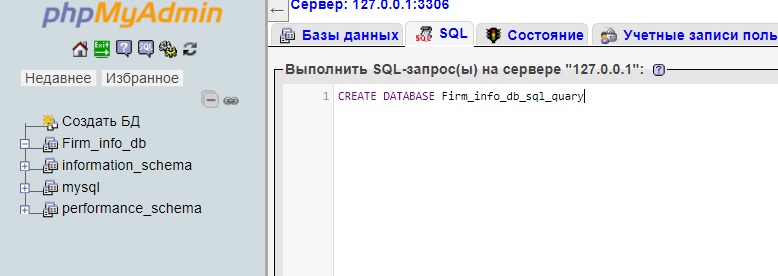 phpMyAdmin
Недавнее Избранное
Создать БД
Firm_info_db
information_schema
mysql
performance_schema
Сервер: 127.0.0.1:3306
Базы данных SQL Состояние Учетные записи поль
Выполнить SQL-запрос(ы) на сервере "127.0.0.1":
1 CREATE DATABASE Firm_info_db_sql_quary